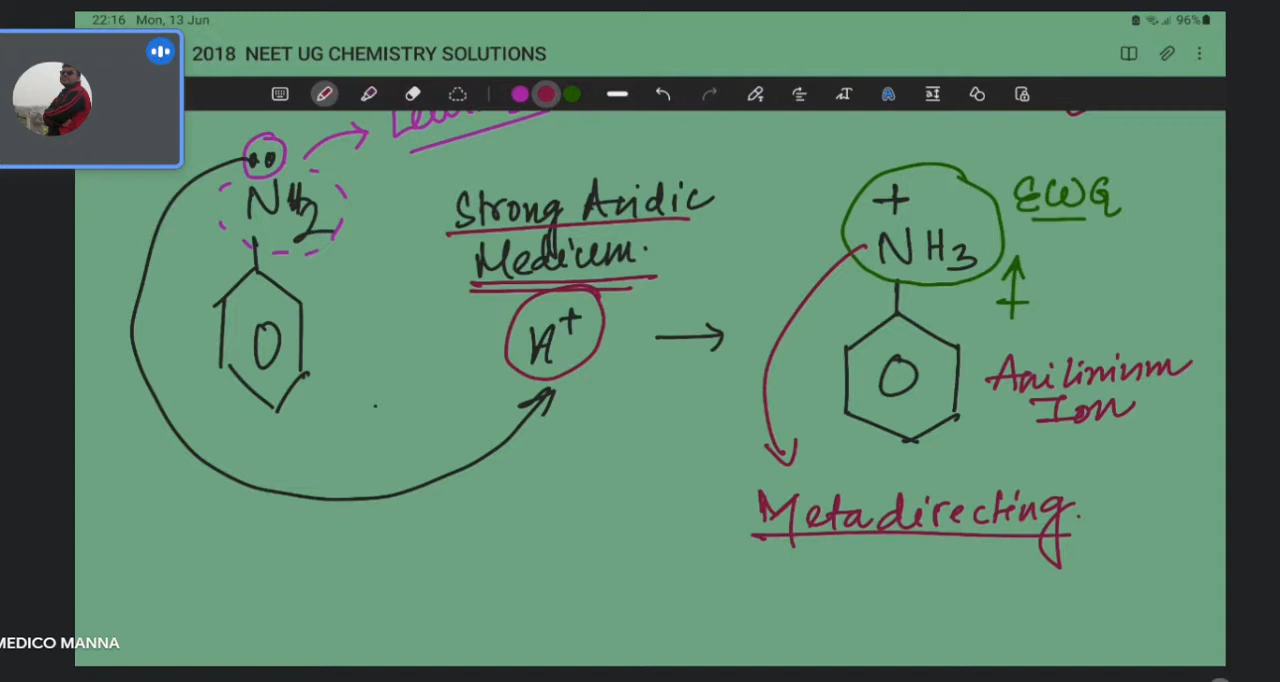 22:16 Mon, 13 Jun
96%
2018 NEET UG CHEMISTRY SOLUTIONS
NH2
Strong Acidic
Medium.
H+
+
NH3
EWG
Anilinium
Ion
Metadirecting.
MEDICO MANNA